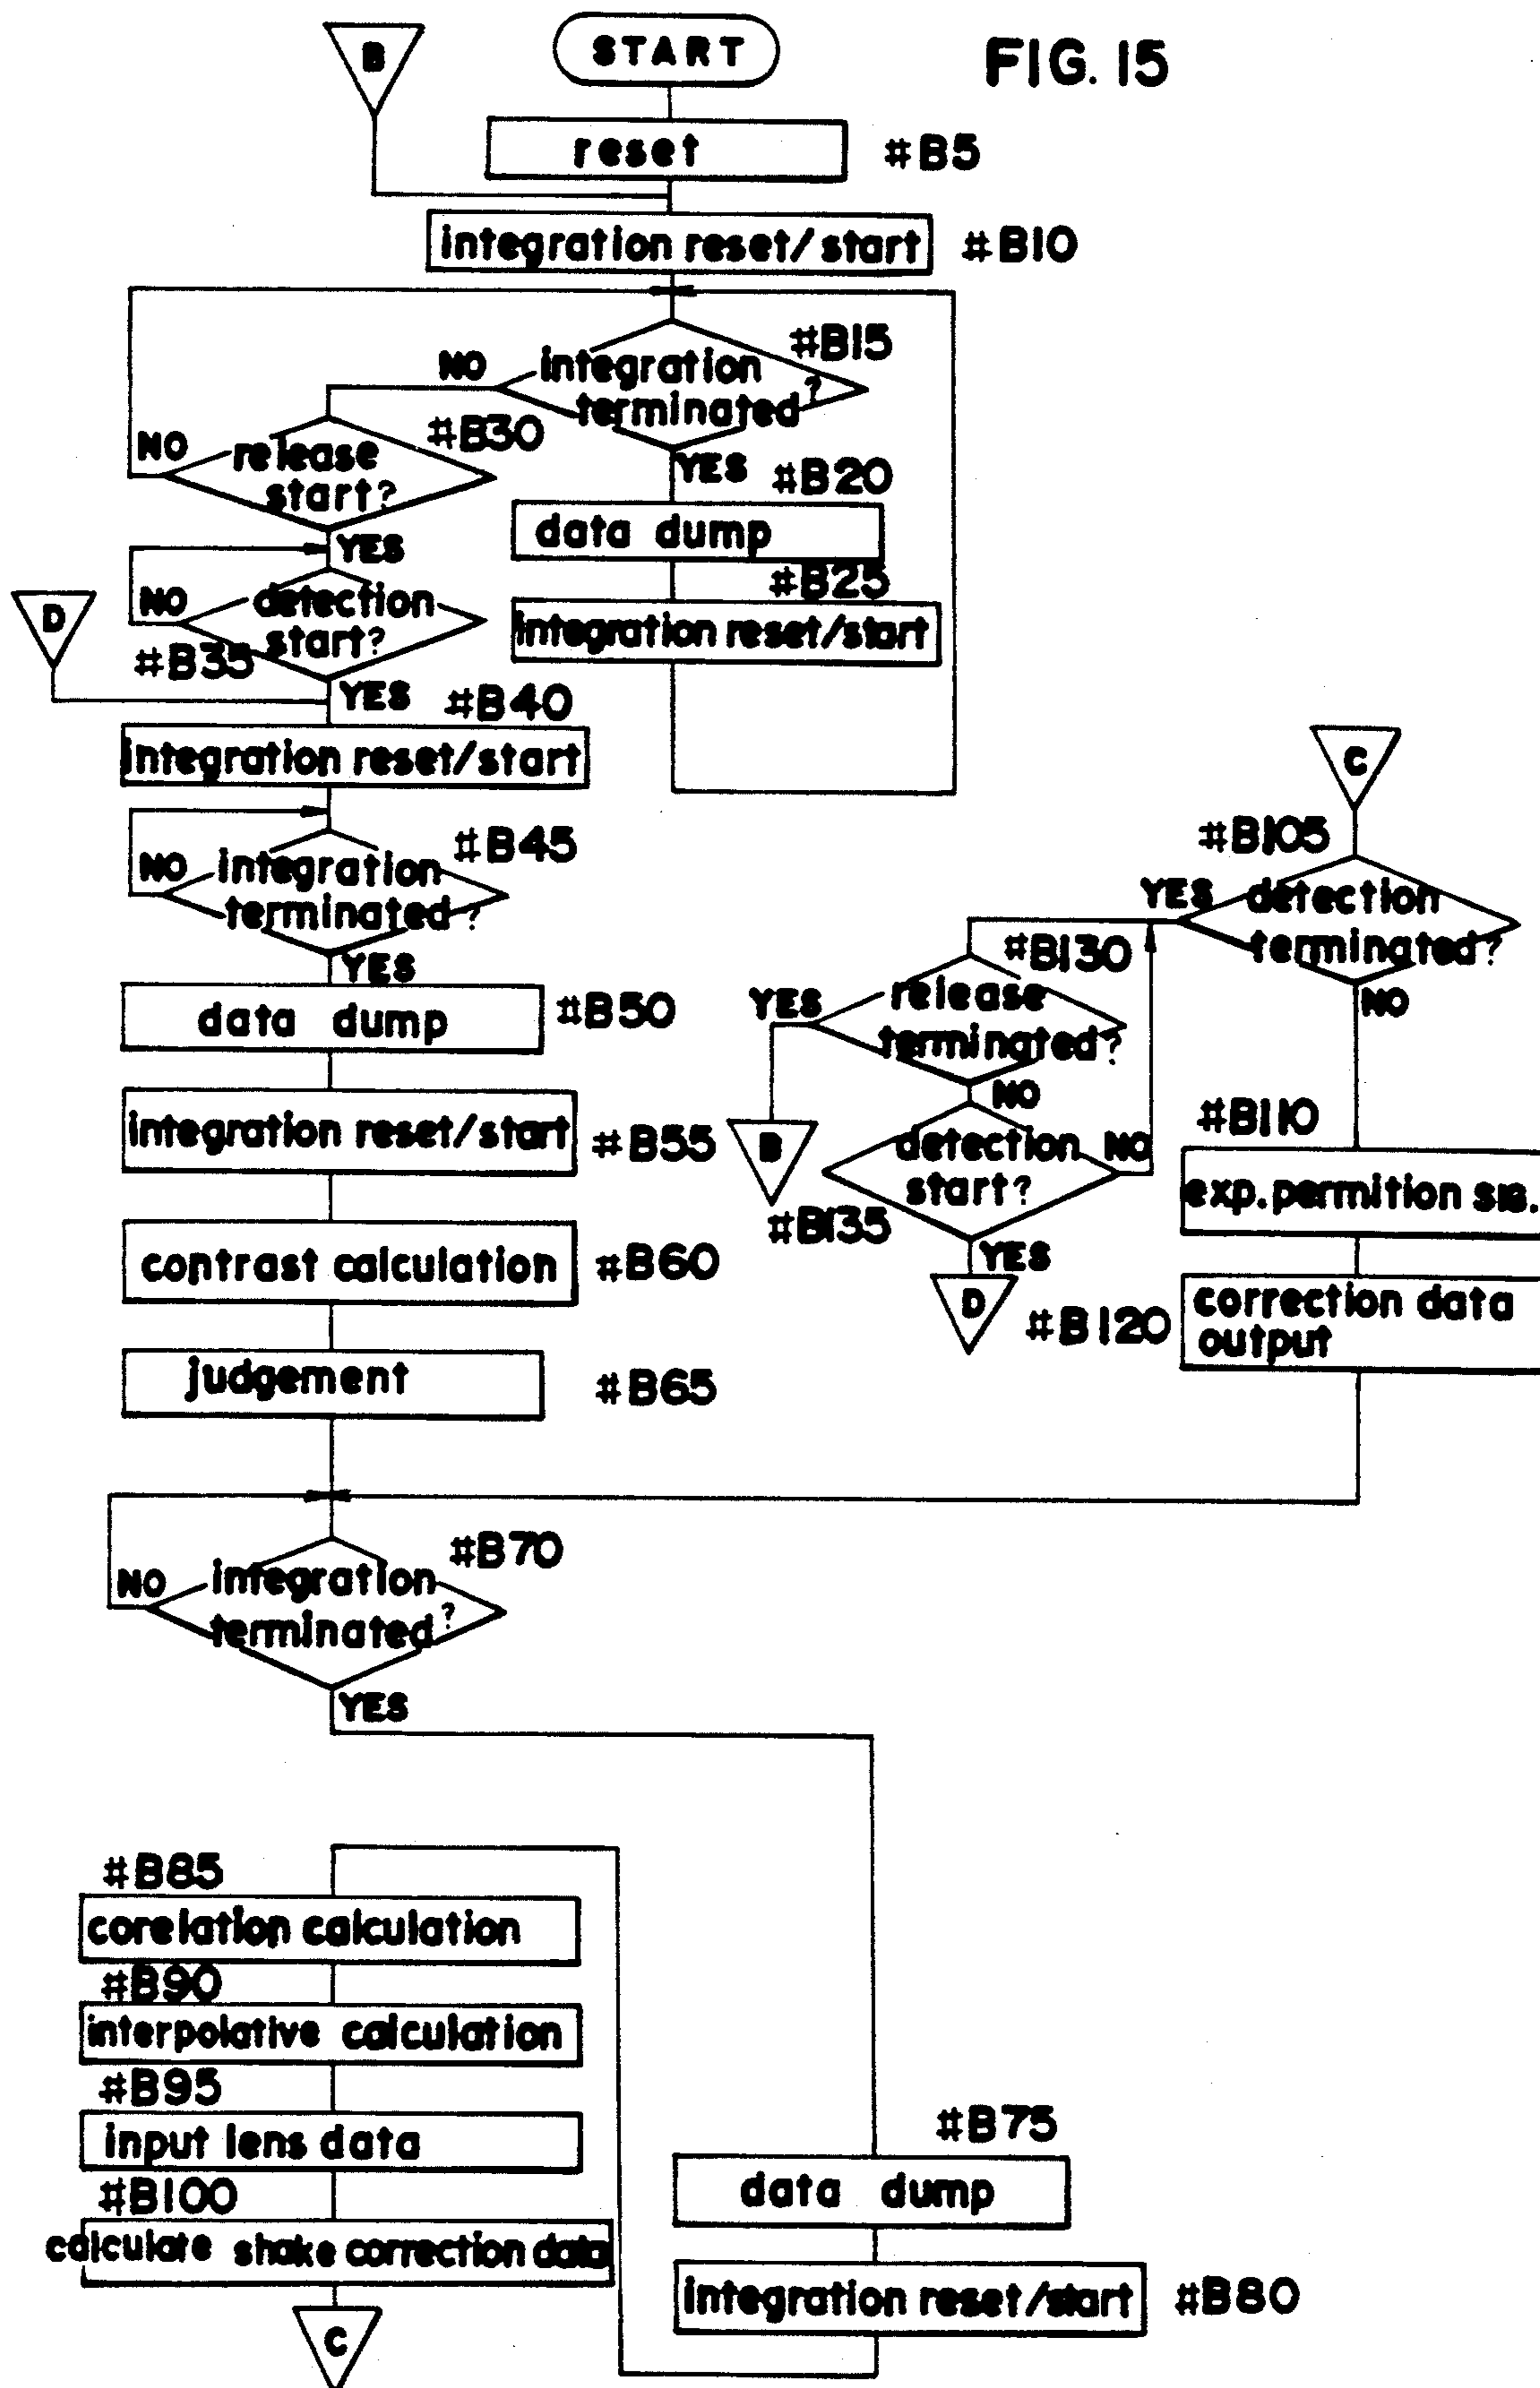 FIG. 15
B
START
reset #B5
integration reset/start #B10
#B15
integration
terminated?
NO
YES
#B30
release
start?
NO
YES
#B20
data dump
#B25
integration reset/start
detection
start?
NO
#B35
YES
D
#B40
integration reset/start
#B45
integration
terminated?
NO
YES
data dump #B50
integration reset/start #B55
contrast calculation #B60
judgement #B65
C
#B105
detection
terminated?
YES
NO
#B130
release
terminated?
YES
NO
B
detection
start?
NO
#B135
YES
D
#B110
exp.permition sig.
#B120
correction data
output
#B70
integration
terminated?
NO
YES
#B75
data dump
integration reset/start #B80
#B85
corelation calculation
#B90
interpolative calculation
#B95
input lens data
#B100
calculate shake correction data
C